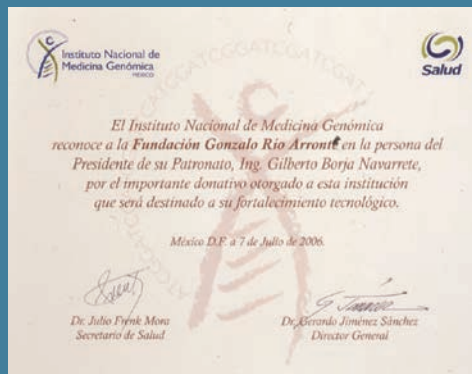 Instituto Nacional de
Medicina Genómica
MÉXICO
Salud
El Instituto Nacional de Medicina Genómica
reconoce a la Fundación Gonzalo Río Arronte en la persona del
Presidente de su Patronato, Ing. Gilberto Borja Navarrete,
por el importante donativo otorgado a esta institución
que será destinado a su fortalecimiento tecnológico.
México D.F. a 7 de Julio de 2006.
Dr. Julio Frenk Mora
Secretario de Salud
Dr. Gerardo Jiménez Sánchez
Director General